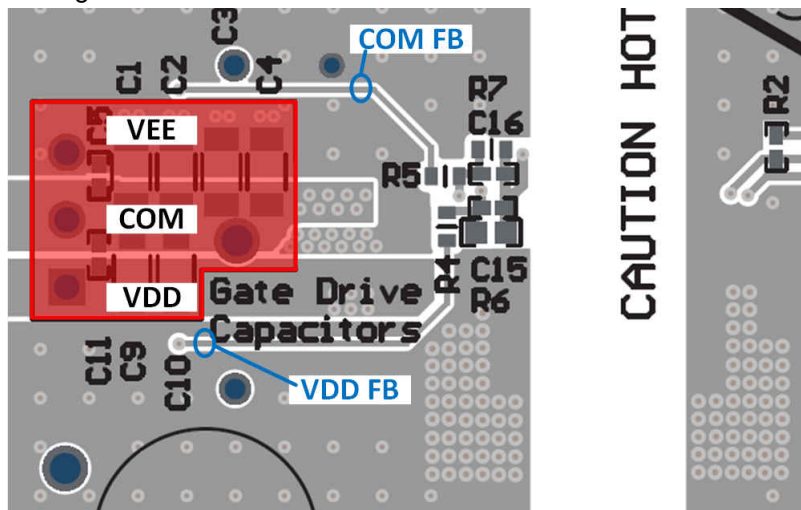 C3
COM FB
C1
C2
C4
R7
C16
C5
VEE
R5
COM
VDD
R4
C15
R6
Gate Drive
Capacitors
C11
C9
C10
VDD FB
CAUTION HOT
R2